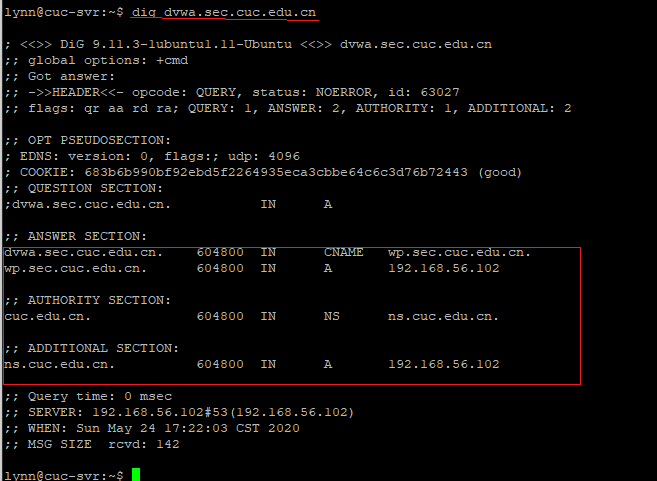 lynn@cuc-svr:~$ dig dvwa.sec.cuc.edu.cn

; <<>> DiG 9.11.3-1ubuntu1.11-Ubuntu <<>> dvwa.sec.cuc.edu.cn
;; global options: +cmd
;; Got answer:
;; ->>HEADER<<- opcode: QUERY, status: NOERROR, id: 63027
;; flags: qr aa rd ra; QUERY: 1, ANSWER: 2, AUTHORITY: 1, ADDITIONAL: 2

;; OPT PSEUDOSECTION:
; EDNS: version: 0, flags:; udp: 4096
; COOKIE: 683b6b990bf92ebd5f2264935eca3cbbe64c6c3d76b72443 (good)
;; QUESTION SECTION:
;dvwa.sec.cuc.edu.cn. IN A

;; ANSWER SECTION:
dvwa.sec.cuc.edu.cn. 604800 IN CNAME wp.sec.cuc.edu.cn.
wp.sec.cuc.edu.cn. 604800 IN A 192.168.56.102

;; AUTHORITY SECTION:
cuc.edu.cn. 604800 IN NS ns.cuc.edu.cn.

;; ADDITIONAL SECTION:
ns.cuc.edu.cn. 604800 IN A 192.168.56.102

;; Query time: 0 msec
;; SERVER: 192.168.56.102#53(192.168.56.102)
;; WHEN: Sun May 24 17:22:03 CST 2020
;; MSG SIZE rcvd: 142

lynn@cuc-svr:~$